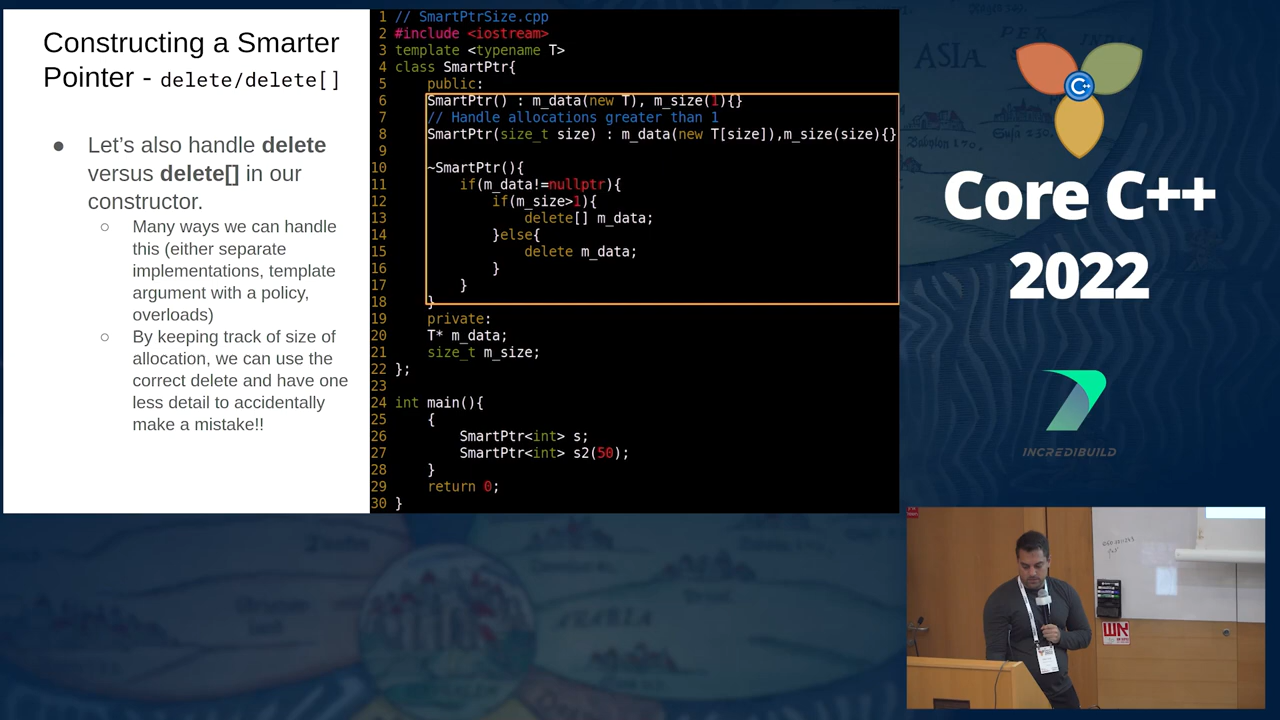 Constructing a Smarter
Pointer - delete/delete[]
● Let's also handle delete
versus delete[] in our
constructor.
○ Many ways we can handle
this (either separate
implementations, template
argument with a policy,
overloads)
○ By keeping track of size of
allocation, we can use the
correct delete and have one
less detail to accidentally
make a mistake!!
1 // SmartPtrSize.cpp
2 #include <iostream>
3 template <typename T>
4 class SmartPtr{
5     public:
6     SmartPtr() : m_data(new T), m_size(1){}
7     // Handle allocations greater than 1
8     SmartPtr(size_t size) : m_data(new T[size]),m_size(size){}
9
10     ~SmartPtr(){
11         if(m_data!=nullptr){
12             if(m_size>1){
13                 delete[] m_data;
14             }else{
15                 delete m_data;
16             }
17         }
18     }
19     private:
20     T* m_data;
21     size_t m_size;
22 };
23
24 int main(){
25     {
26         SmartPtr<int> s;
27         SmartPtr<int> s2(50);
28     }
29     return 0;
30 }
ASIA
PER
INDIA
C++
Core C++
2022
INCREDIBUILD
ARABIA